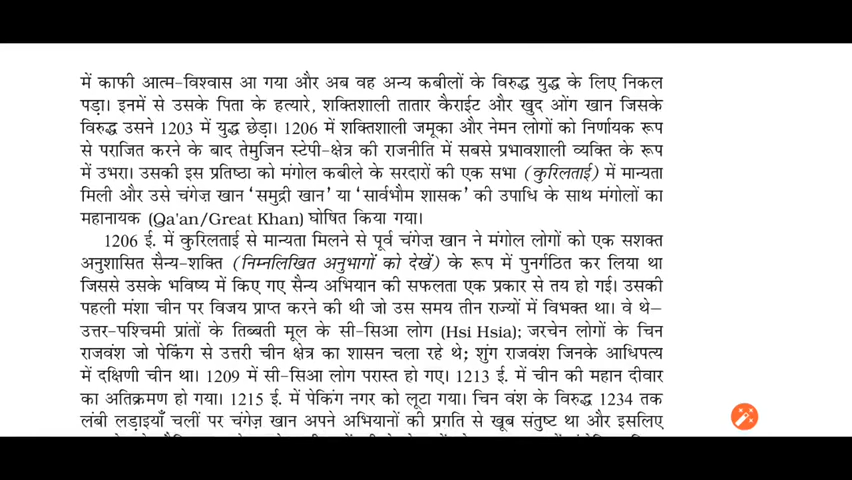 में काफी आत्म-विश्वास आ गया और अब वह अन्य कबीलों के विरुद्ध युद्ध के लिए निकल
पड़ा। इनमें से उसके पिता के हत्यारे, शक्तिशाली तातार कैराईट और खुद ओंग खान जिसके
विरुद्ध उसने 1203 में युद्ध छेड़ा। 1206 में शक्तिशाली जमूका और नेमन लोगों को निर्णायक रूप
से पराजित करने के बाद तेमुजिन स्टेपी-क्षेत्र की राजनीति में सबसे प्रभावशाली व्यक्ति के रूप
में उभरा। उसकी इस प्रतिष्ठा को मंगोल कबीले के सरदारों की एक सभा (कुरिलताई) में मान्यता
मिली और उसे चंगेज़ खान ‘समुद्री खान’ या ‘सार्वभौम शासक’ की उपाधि के साथ मंगोलों का
महानायक (Qa'an/Great Khan) घोषित किया गया।
1206 ई. में कुरिलताई से मान्यता मिलने से पूर्व चंगेज़ खान ने मंगोल लोगों को एक सशक्त
अनुशासित सैन्य-शक्ति (निम्नलिखित अनुभागों को देखें) के रूप में पुनर्गठित कर लिया था
जिससे उसके भविष्य में किए गए सैन्य अभियान की सफलता एक प्रकार से तय हो गई। उसकी
पहली मंशा चीन पर विजय प्राप्त करने की थी जो उस समय तीन राज्यों में विभक्त था। वे थे—
उत्तर-पश्चिमी प्रांतों के तिब्बती मूल के सी-सिआ लोग (Hsi Hsia); जरचेन लोगों के चिन
राजवंश जो पेकिंग से उत्तरी चीन क्षेत्र का शासन चला रहे थे; शुंग राजवंश जिनके आधिपत्य
में दक्षिणी चीन था। 1209 में सी-सिआ लोग परास्त हो गए। 1213 ई. में चीन की महान दीवार
का अतिक्रमण हो गया। 1215 ई. में पेकिंग नगर को लूटा गया। चिन वंश के विरुद्ध 1234 तक
लंबी लड़ाइयाँ चलीं पर चंगेज़ खान अपने अभियानों की प्रगति से खूब संतुष्ट था और इसलिए